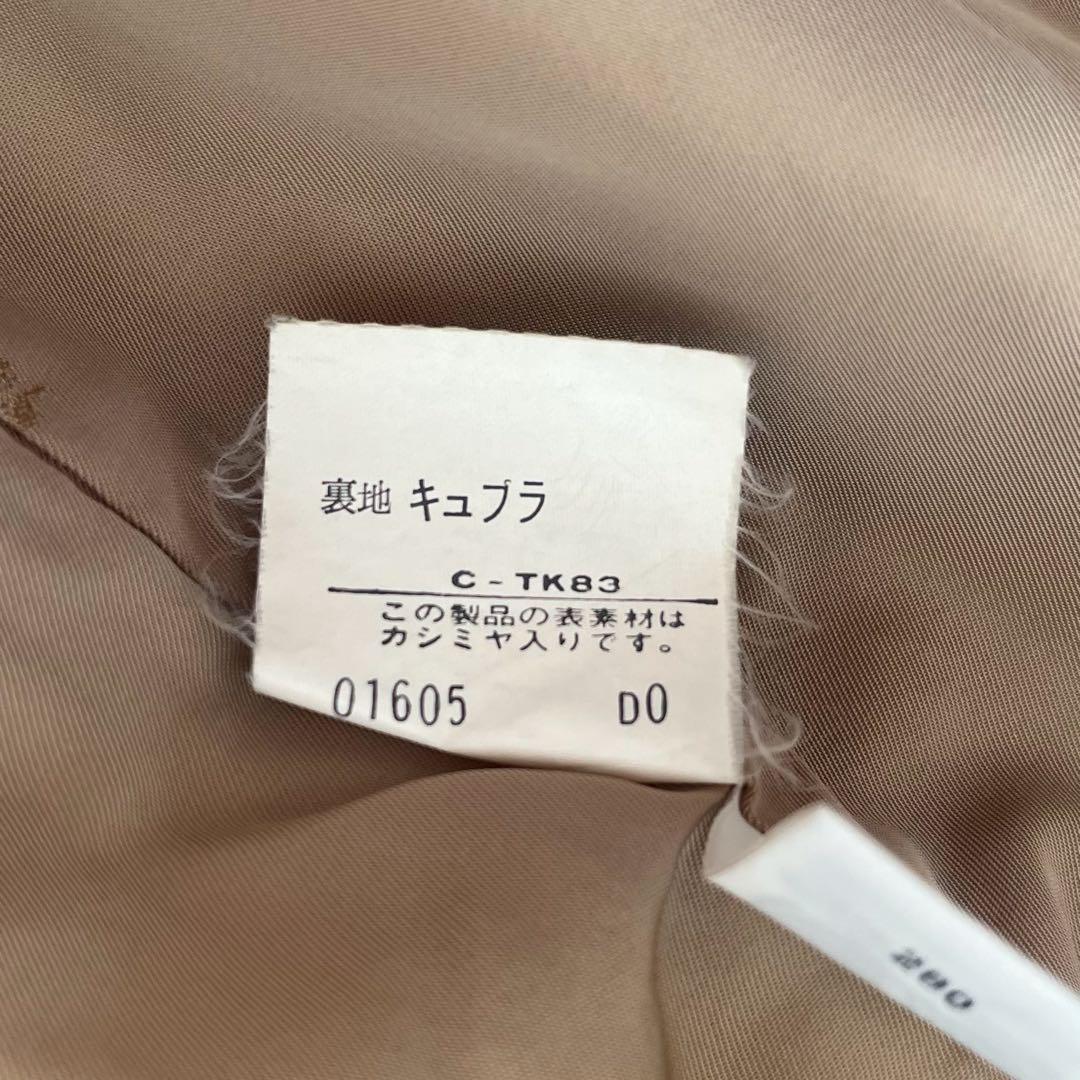 裏地 キュプラ
C-TK83
この製品の表素材は
カシミヤ入りです。
01605 D0
280